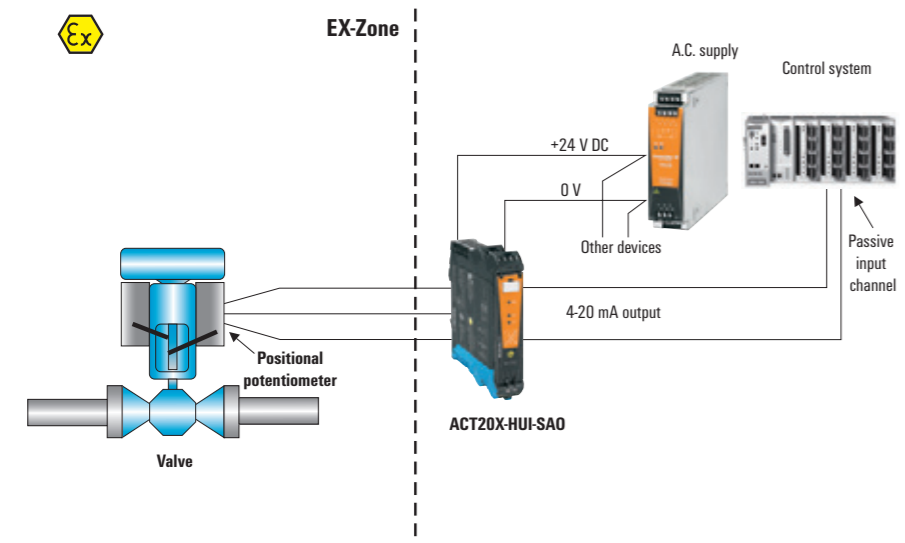 Ex
EX-Zone
A.C. supply
Control system
+24 V DC
0 V
Other devices
Passive
input
channel
4-20 mA output
Positional
potentiometer
ACT20X-HUI-SAO
Valve